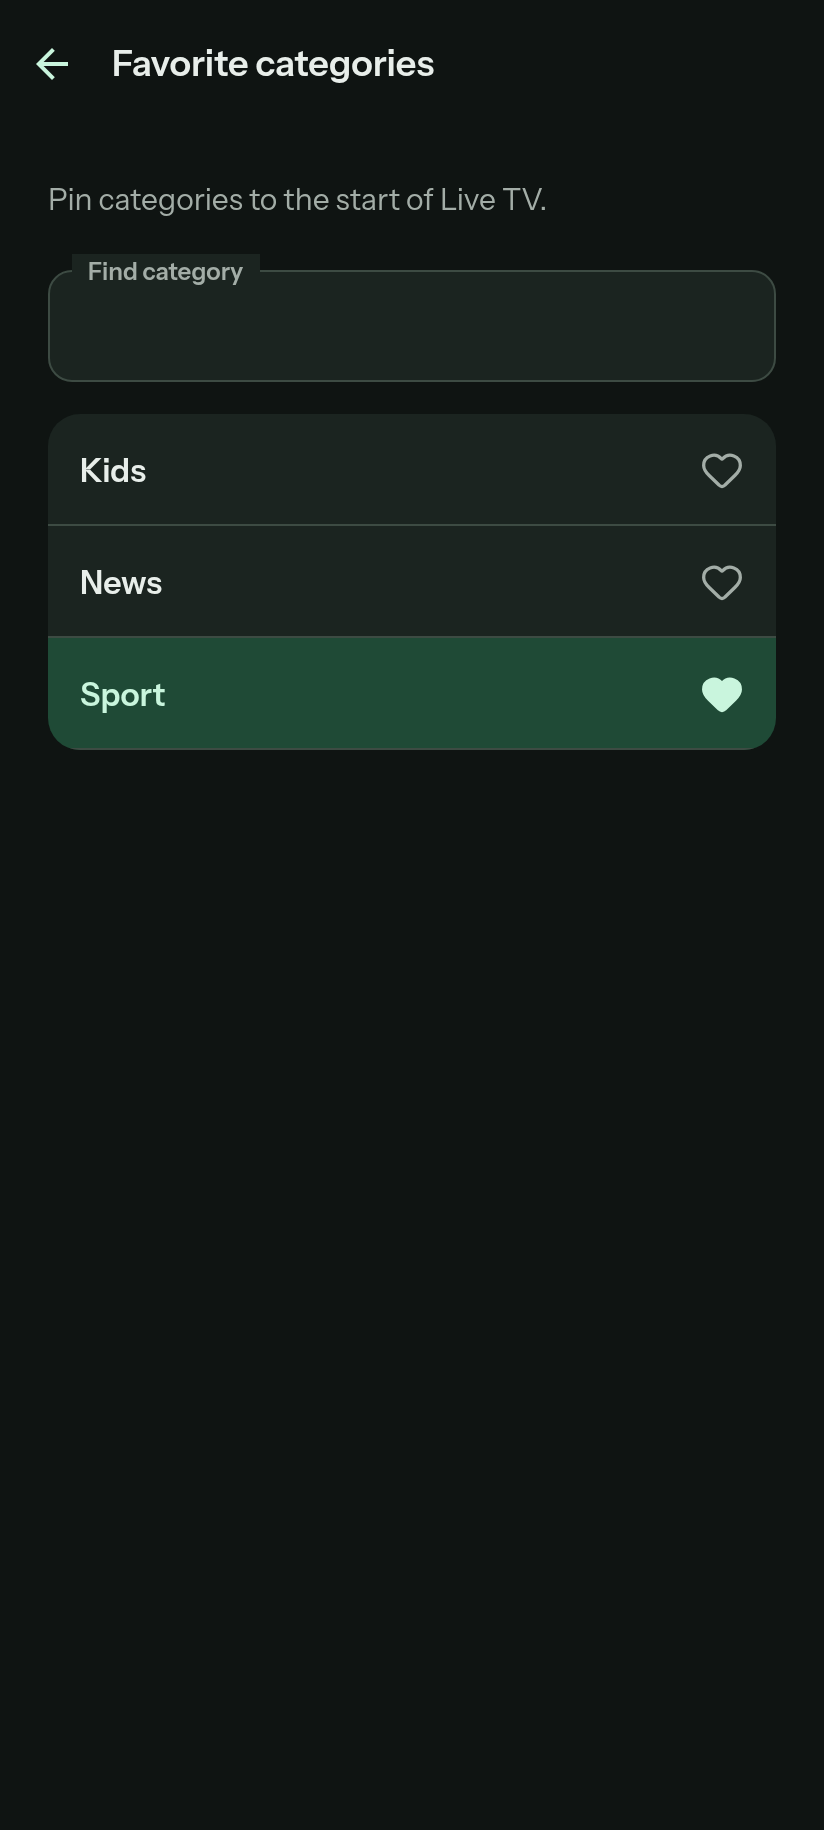 Favorite categories
Pin categories to the start of Live TV.
Find category
Kids
News
Sport